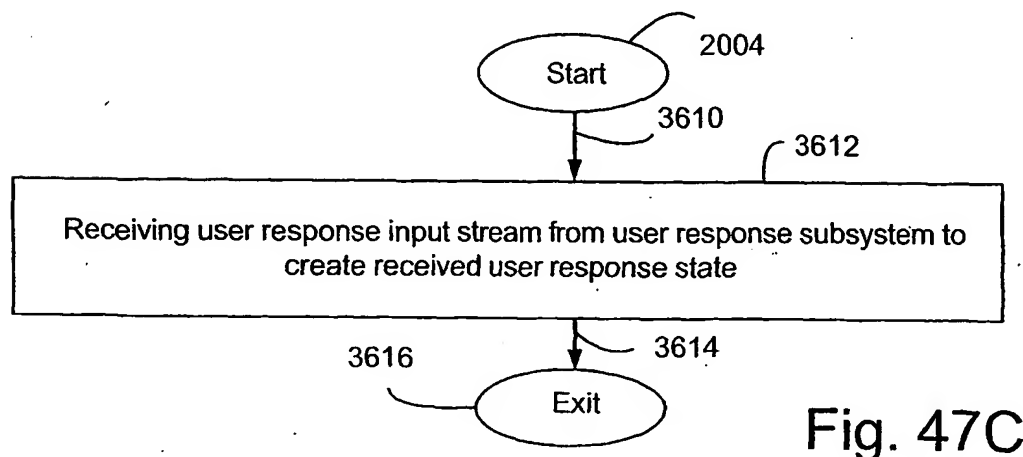 2004
Start
3610
3612
Receiving user response input stream from user response subsystem to
create received user response state
3614
3616
Exit
Fig. 47C